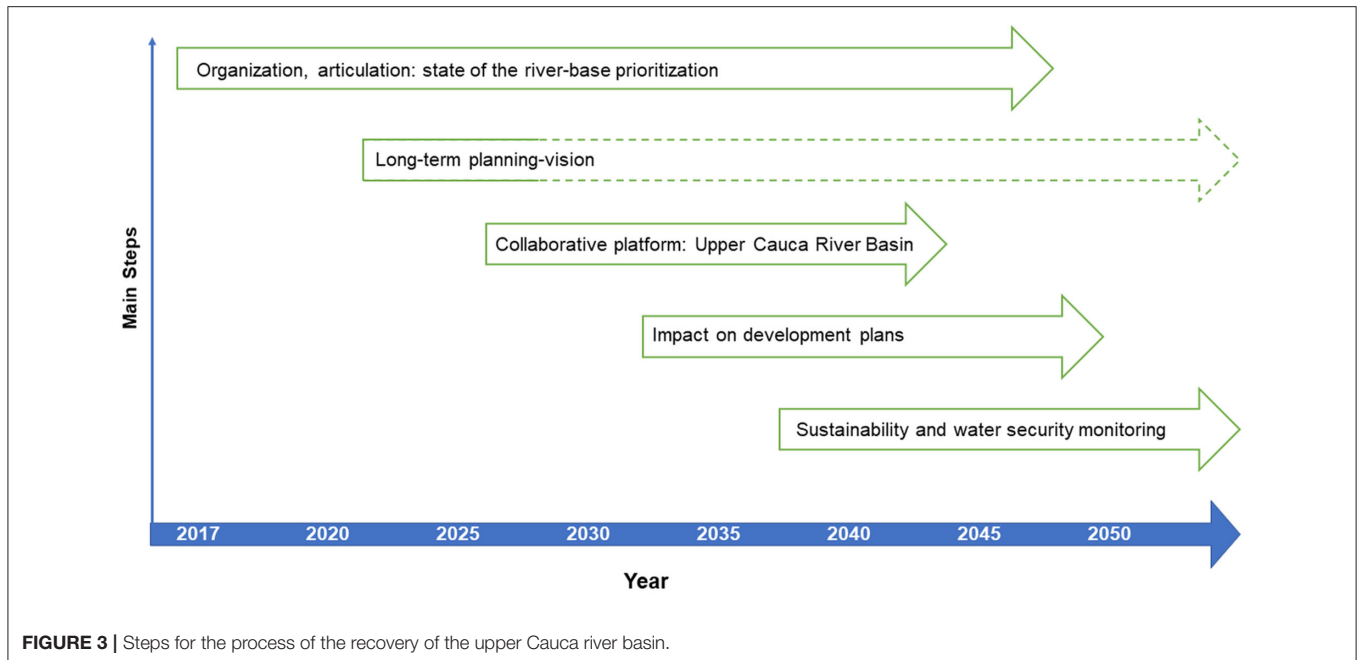 Organization, articulation: state of the river-base prioritization
Long-term planning-vision
Collaborative platform: Upper Cauca River Basin
Impact on development plans
Sustainability and water security monitoring
Main Steps
2017 2020 2025 2030 2035 2040 2045 2050
Year
FIGURE 3 | Steps for the process of the recovery of the upper Cauca river basin.